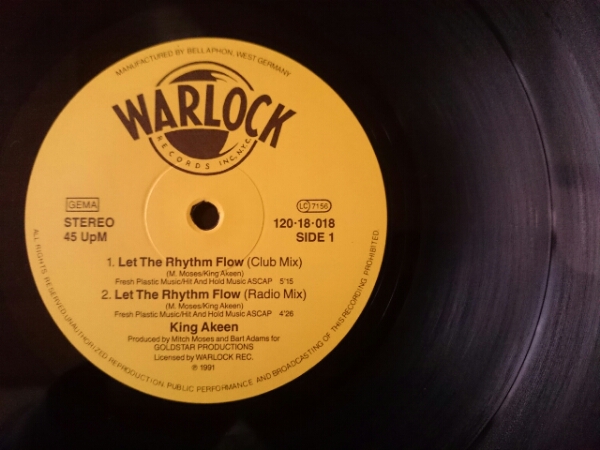 MANUFACTURED BY BELLAPHON, WEST GERMANY
WARLOCK
RECORDS INC, N.Y.C.
GEMA
LC 7156
STEREO
45 UpM
120·18·018
SIDE 1
1. Let The Rhythm Flow (Club Mix)
(M. Moses/King Akeen)
Fresh Plastic Music/Hit And Hold Music ASCAP 5'15
2. Let The Rhythm Flow (Radio Mix)
(M. Moses/King Akeen)
Fresh Plastic Music/Hit And Hold Music ASCAP 4'26
King Akeen
Produced by Mitch Moses and Bart Adams for
GOLDSTAR PRODUCTIONS
Licensed by WARLOCK REC.
℗ 1991
ALL RIGHTS RESERVED. UNAUTHORIZED REPRODUCTION PUBLIC PERFORMANCE AND BROADCASTING OF THIS RECORDING PROHIBITED.